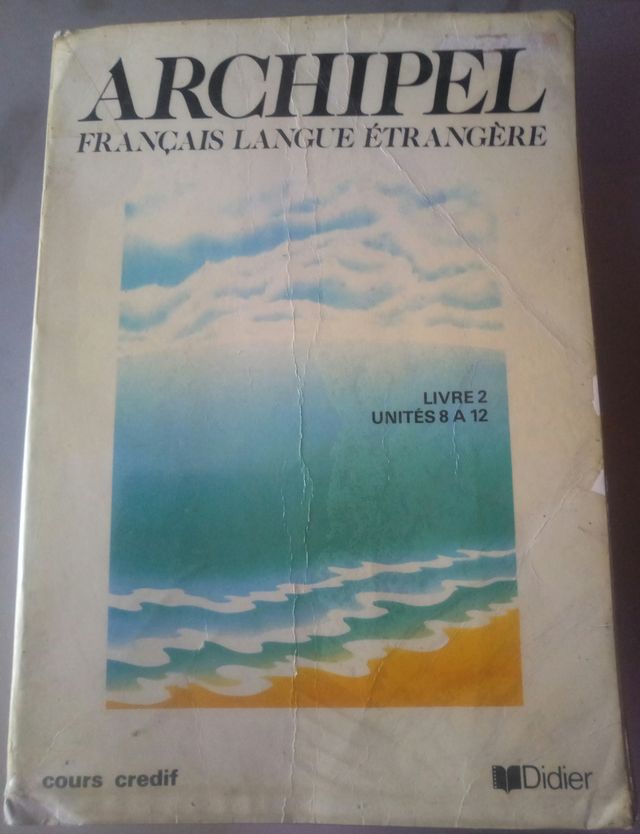 ARCHIPEL
FRANÇAIS LANGUE ÉTRANGÈRE
LIVRE 2
UNITÉS 8 A 12
cours credif
Didier